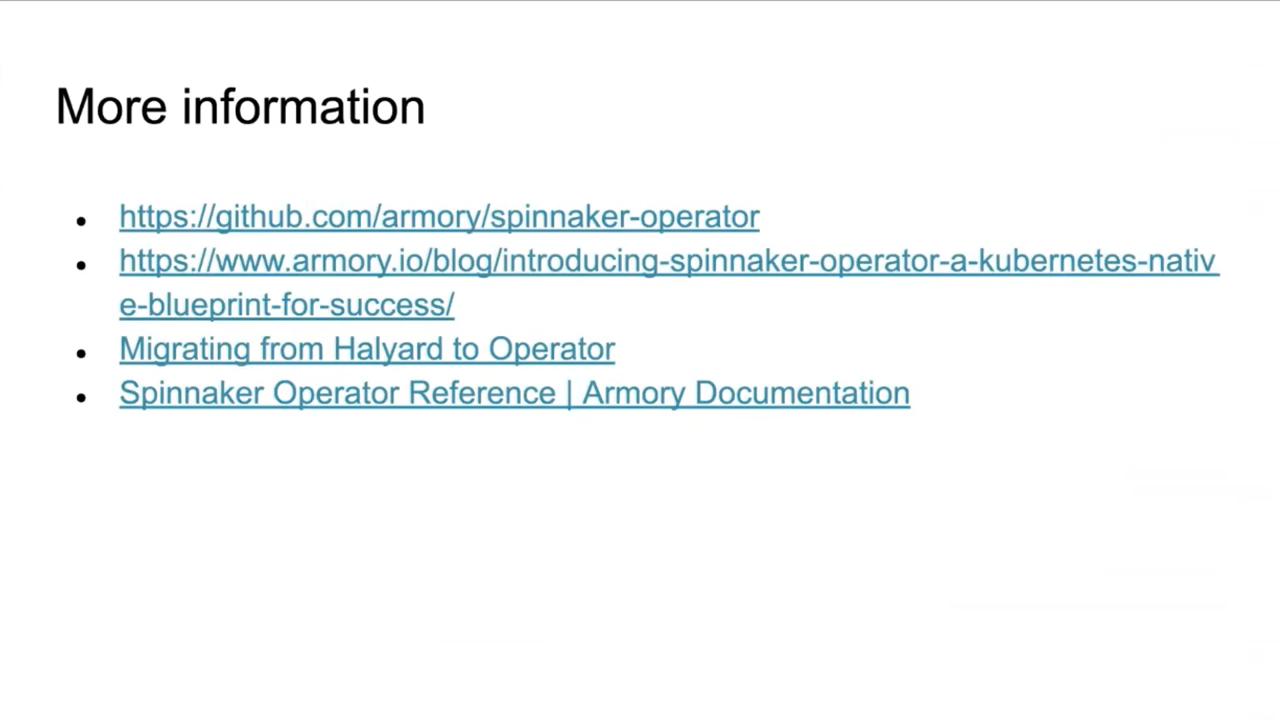 More information
https://github.com/armory/spinnaker-operator
https://www.armory.io/blog/introducing-spinnaker-operator-a-kubernetes-nativ
e-blueprint-for-success/
Migrating from Halyard to Operator
Spinnaker Operator Reference | Armory Documentation